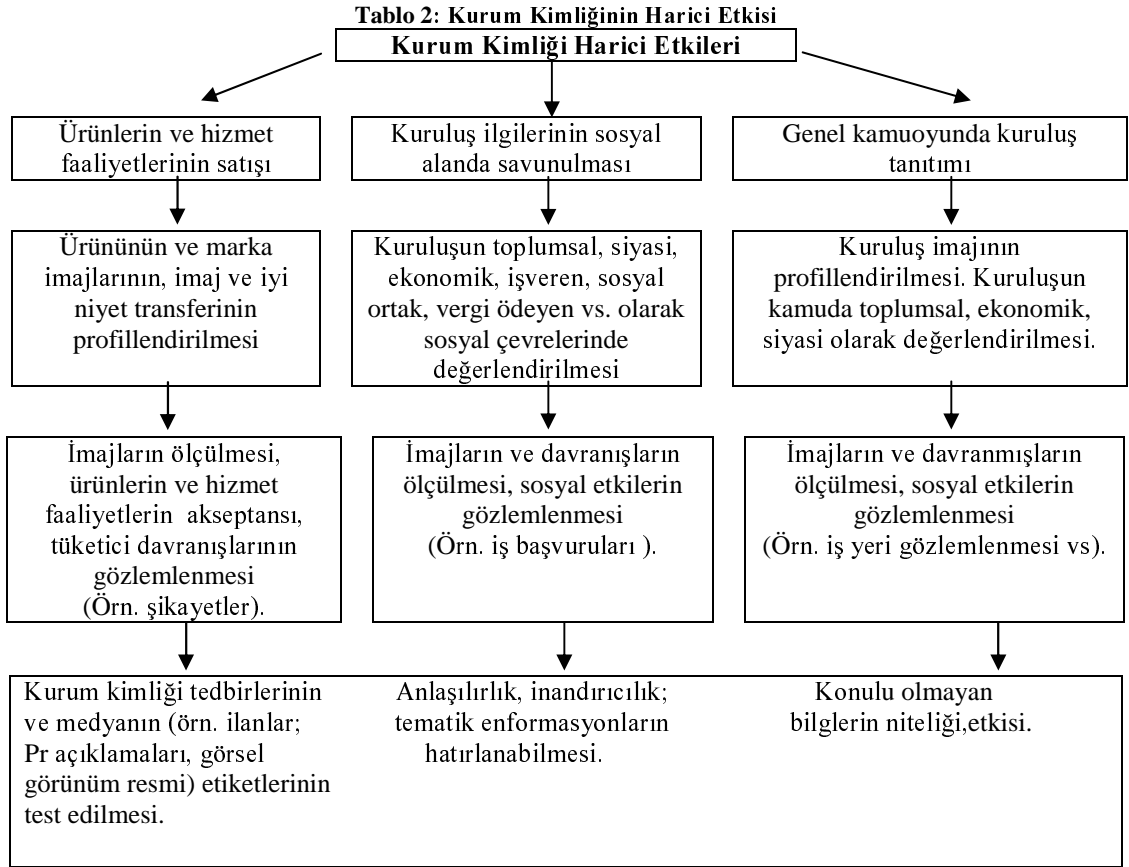 Tablo 2: Kurum Kimliğinin Harici Etkisi
Kurum Kimliği Harici Etkileri
Ürünlerin ve hizmet
faaliyetlerinin satışı
Kuruluş ilgilerinin sosyal
alanda savunulması
Genel kamuoyunda kuruluş
tanıtımı
Ürününün ve marka
imajlarının, imaj ve iyi
niyet transferinin
profillendirilmesi
Kuruluşun toplumsal, siyasi,
ekonomik, işveren, sosyal
ortak, vergi ödeyen vs. olarak
sosyal çevrelerinde
değerlendirilmesi
Kuruluş imajının
profillendirilmesi. Kuruluşun
kamuda toplumsal, ekonomik,
siyasi olarak değerlendirilmesi.
İmajların ölçülmesi,
ürünlerin ve hizmet
faaliyetlerin akseptansı,
tüketici davranışlarının
gözlemlenmesi
(Örn. şikayetler).
İmajların ve davranışların
ölçülmesi, sosyal etkilerin
gözlemlenmesi
(Örn. iş başvuruları ).
İmajların ve davranmışların
ölçülmesi, sosyal etkilerin
gözlemlenmesi
(Örn. iş yeri gözlemlenmesi vs).
Kurum kimliği tedbirlerinin
ve medyanın (örn. ilanlar;
Pr açıklamaları, görsel
görünüm resmi) etiketlerinin
test edilmesi.
Anlaşılırlık, inandırıcılık;
tematik enformasyonların
hatırlanabilmesi.
Konulu olmayan
bilglerin niteliği,etkisi.